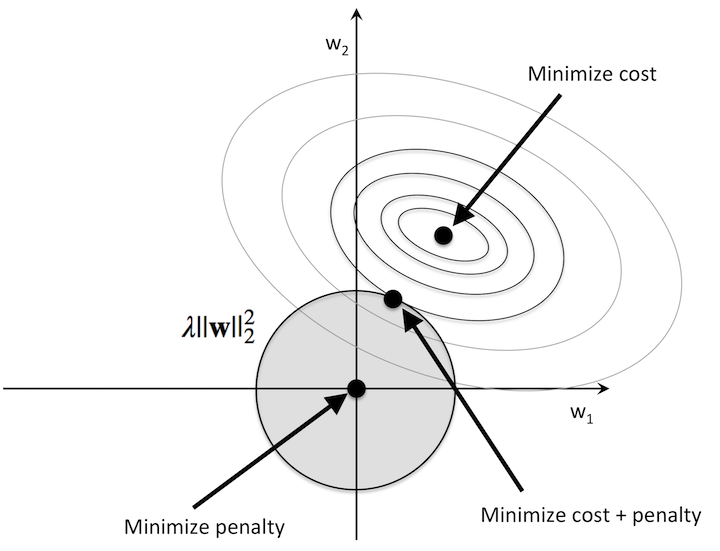 w₂
Minimize cost
λ||w||₂²
w₁
Minimize cost + penalty
Minimize penalty